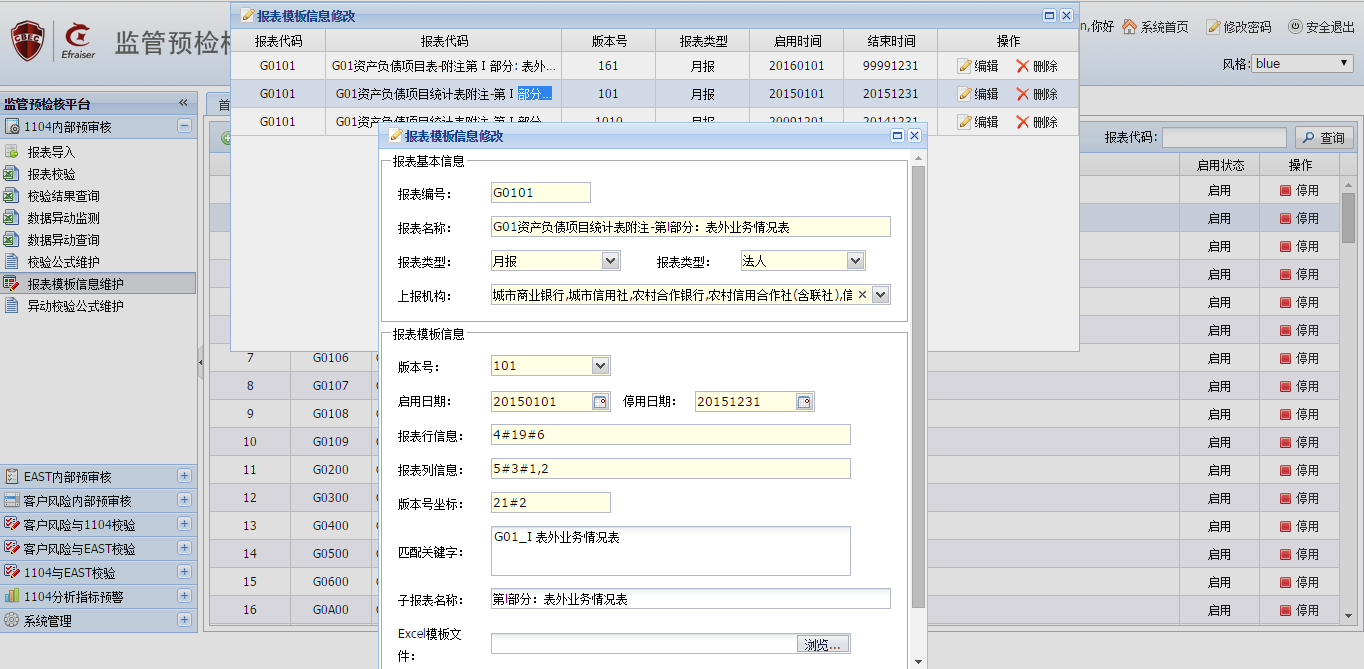 CBEC
Efraiser
监管预检核
n,你好 系统首页 修改密码 安全退出
风格: blue
监管预检核平台
1104内部预审核
报表导入
报表校验
校验结果查询
数据异动监测
数据异动查询
校验公式维护
报表模板信息维护
异动校验公式维护
EAST内部预审核
客户风险内部预审核
客户风险与1104校验
客户风险与EAST校验
1104与EAST校验
1104分析指标预警
系统管理
首
报表代码: 查询
启用状态 操作
启用 停用
启用 停用
启用 停用
启用 停用
启用 停用
启用 停用
7 G0106 启用 停用
8 G0107 启用 停用
9 G0108 启用 停用
10 G0109 启用 停用
11 G0200 启用 停用
12 G0300 启用 停用
13 G0400 启用 停用
14 G0500 启用 停用
15 G0600 启用 停用
16 G0A00 启用 停用
报表模板信息修改
报表代码 报表代码 版本号 报表类型 启用时间 结束时间 操作
G0101 G01资产负债项目表-附注第Ⅰ部分: 表外... 161 月报 20160101 99991231 编辑 删除
G0101 G01资产负债项目统计表附注-第Ⅰ部分... 101 月报 20150101 20151231 编辑 删除
G0101 G01资产负债项目统计表附注-第Ⅰ部分 1010 月报 20091201 20141231 编辑 删除
报表模板信息修改
报表基本信息
报表编号: G0101
报表名称: G01资产负债项目统计表附注-第I部分：表外业务情况表
报表类型: 月报 报表类型: 法人
上报机构: 城市商业银行,城市信用社,农村合作银行,农村信用合作社(含联社),信
报表模板信息
版本号: 101
启用日期: 20150101 停用日期: 20151231
报表行信息: 4#19#6
报表列信息: 5#3#1,2
版本号坐标: 21#2
匹配关键字: G01_I 表外业务情况表
子报表名称: 第I部分：表外业务情况表
Excel模板文
件: 浏览...